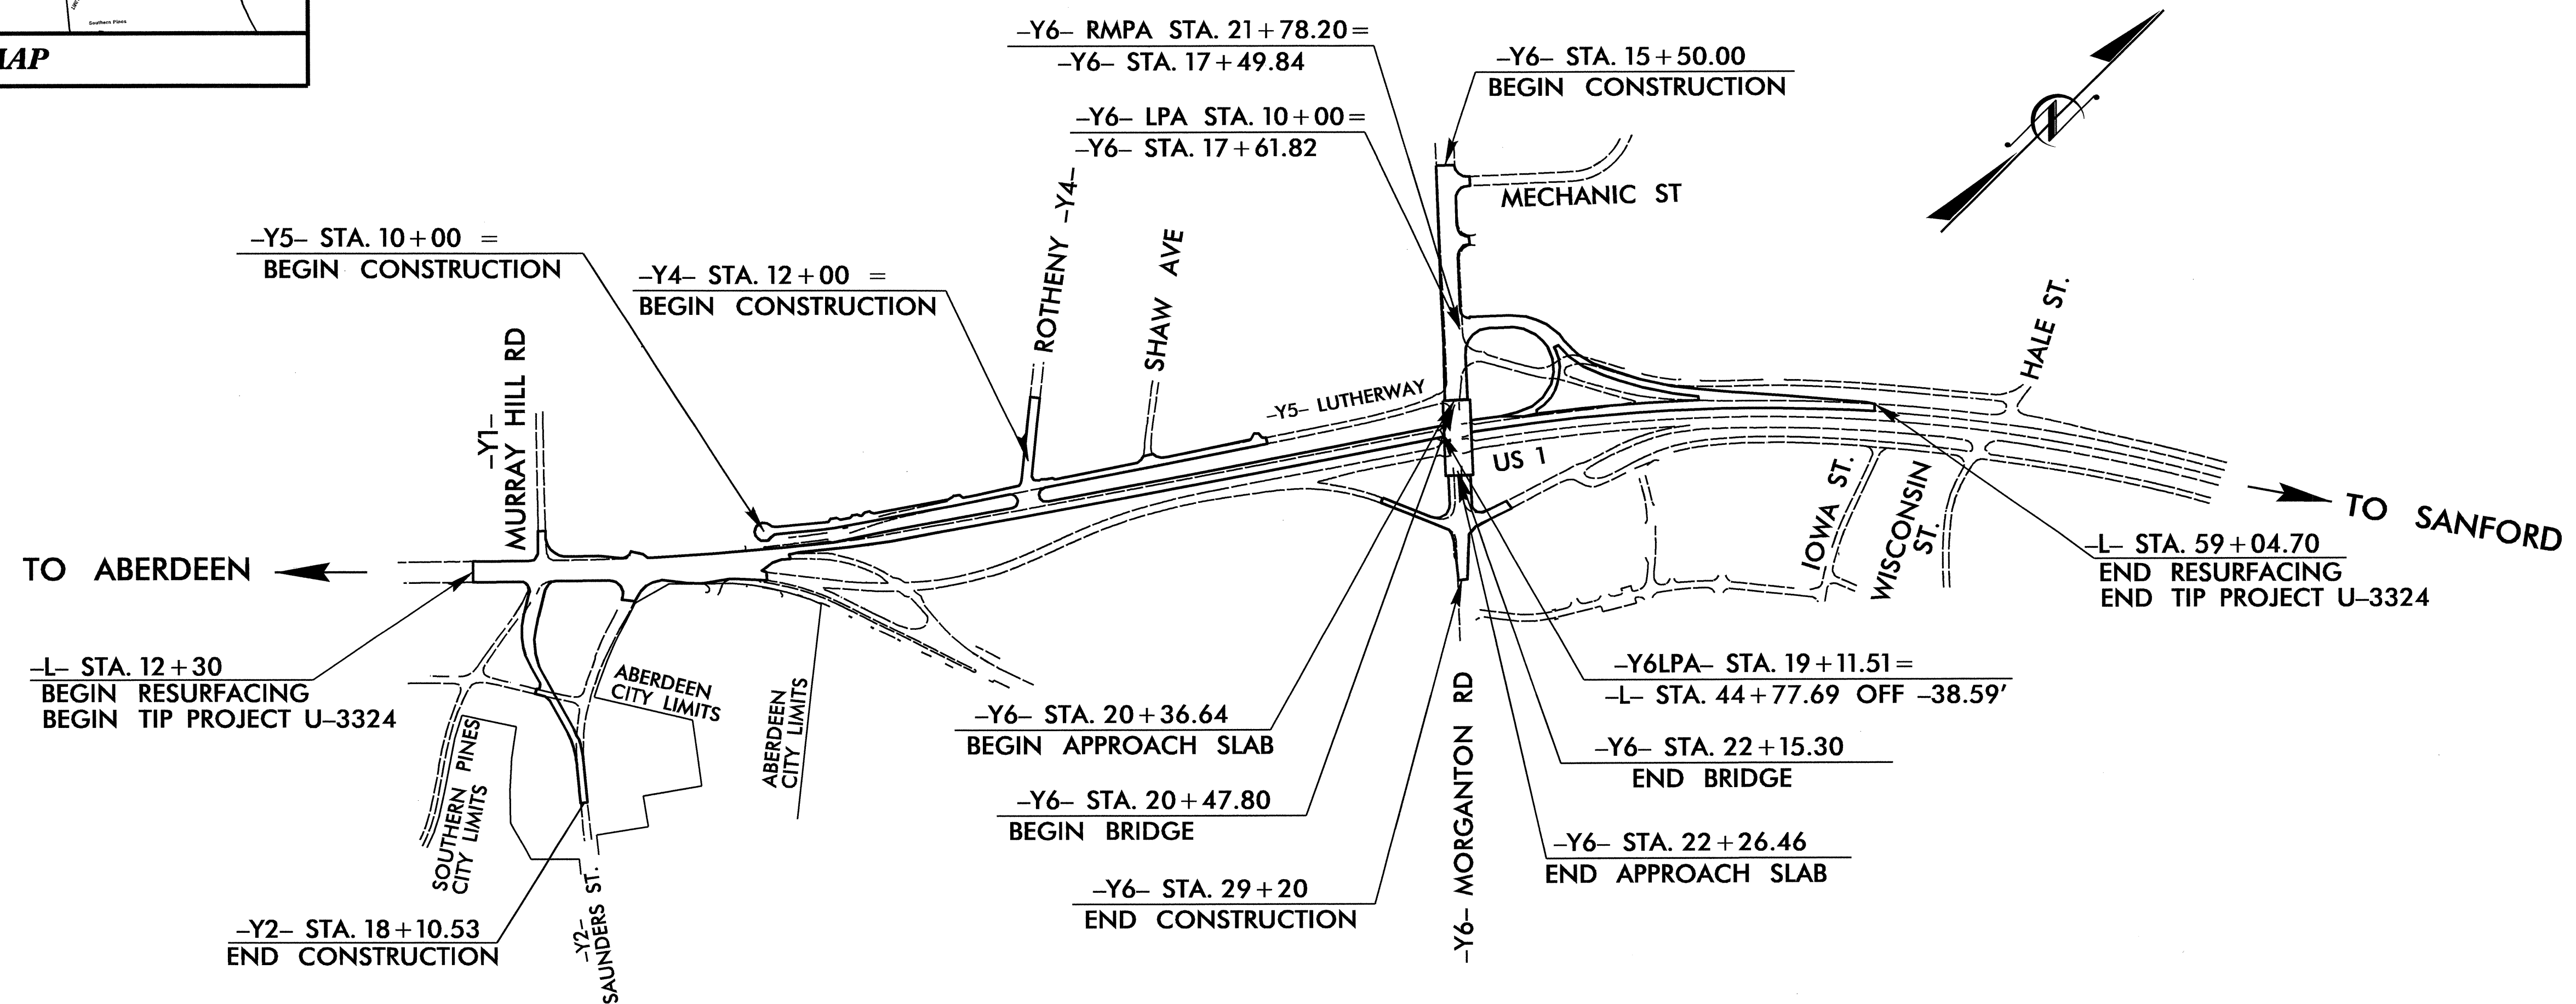 Southern Pines
MAP
–Y6– RMPA STA. 21+78.20=
–Y6– STA. 17+49.84
–Y6– STA. 15+50.00
BEGIN CONSTRUCTION
–Y6– LPA STA. 10+00=
–Y6– STA. 17+61.82
MECHANIC ST
–Y5– STA. 10+00 =
BEGIN CONSTRUCTION
–Y4– STA. 12+00 =
BEGIN CONSTRUCTION
ROTHENY –Y4–
SHAW AVE
HALE ST.
–Y1–
MURRAY HILL RD
–Y5– LUTHERWAY
US 1
IOWA ST.
WISCONSIN
ST.
TO SANFORD
TO ABERDEEN
–L– STA. 59+04.70
END RESURFACING
END TIP PROJECT U–3324
–L– STA. 12+30
BEGIN RESURFACING
BEGIN TIP PROJECT U–3324
ABERDEEN
CITY LIMITS
ABERDEEN
CITY LIMITS
SOUTHERN PINES
CITY LIMITS
–Y6LPA– STA. 19+11.51=
–L– STA. 44+77.69 OFF –38.59'
–Y6– STA. 20+36.64
BEGIN APPROACH SLAB
–Y6– STA. 22+15.30
END BRIDGE
–Y6– STA. 20+47.80
BEGIN BRIDGE
–Y6– MORGANTON RD
–Y6– STA. 22+26.46
END APPROACH SLAB
–Y6– STA. 29+20
END CONSTRUCTION
–Y2– STA. 18+10.53
END CONSTRUCTION
–Y2–
SAUNDERS ST.